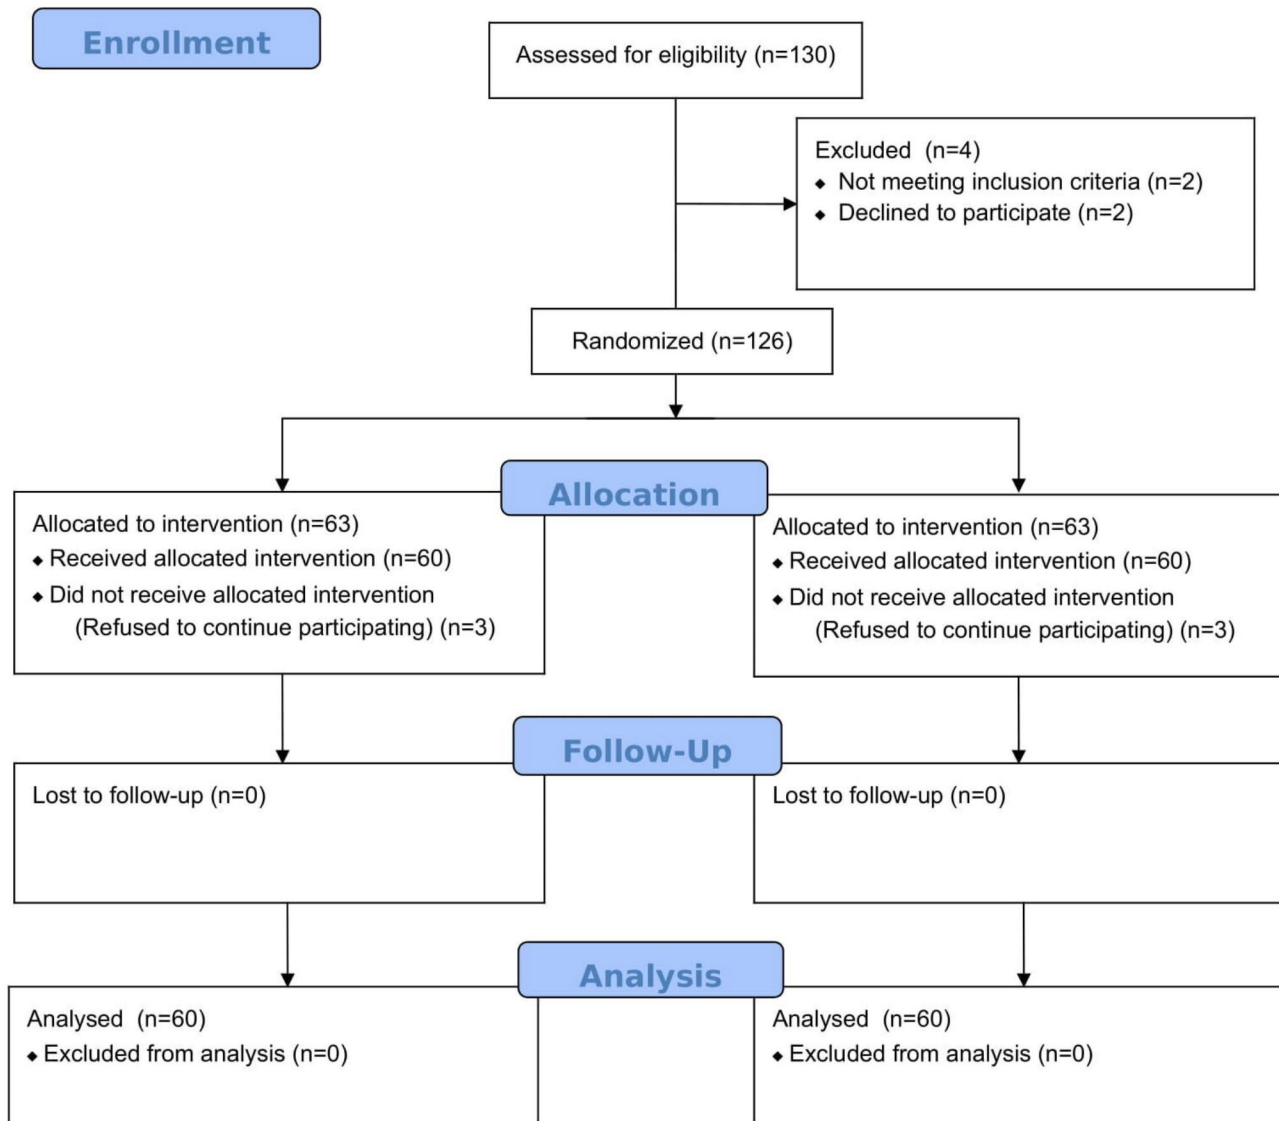 Enrollment
Assessed for eligibility (n=130)
Excluded  (n=4)
⬥ Not meeting inclusion criteria (n=2)
⬥ Declined to participate (n=2)
Randomized (n=126)
Allocation
Allocated to intervention (n=63)
⬥ Received allocated intervention (n=60)
⬥ Did not receive allocated intervention
(Refused to continue participating) (n=3)
Allocated to intervention (n=63)
⬥ Received allocated intervention (n=60)
⬥ Did not receive allocated intervention
(Refused to continue participating) (n=3)
Follow-Up
Lost to follow-up (n=0)
Lost to follow-up (n=0)
Analysis
Analysed  (n=60)
⬥ Excluded from analysis (n=0)
Analysed  (n=60)
⬥ Excluded from analysis (n=0)